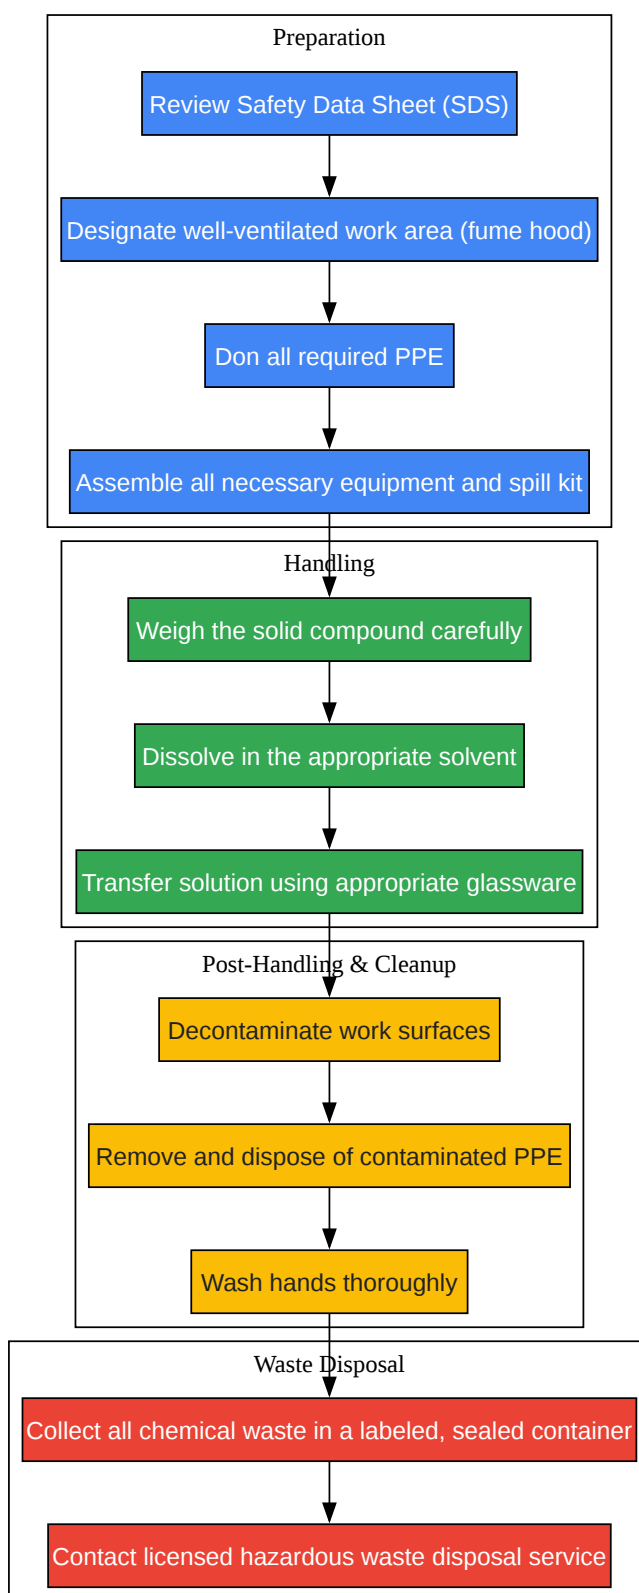 Preparation
Review Safety Data Sheet (SDS)
Designate well-ventilated work area (fume hood)
Don all required PPE
Assemble all necessary equipment and spill kit
Handling
Weigh the solid compound carefully
Dissolve in the appropriate solvent
Transfer solution using appropriate glassware
Post-Handling & Cleanup
Decontaminate work surfaces
Remove and dispose of contaminated PPE
Wash hands thoroughly
Waste Disposal
Collect all chemical waste in a labeled, sealed container
Contact licensed hazardous waste disposal service